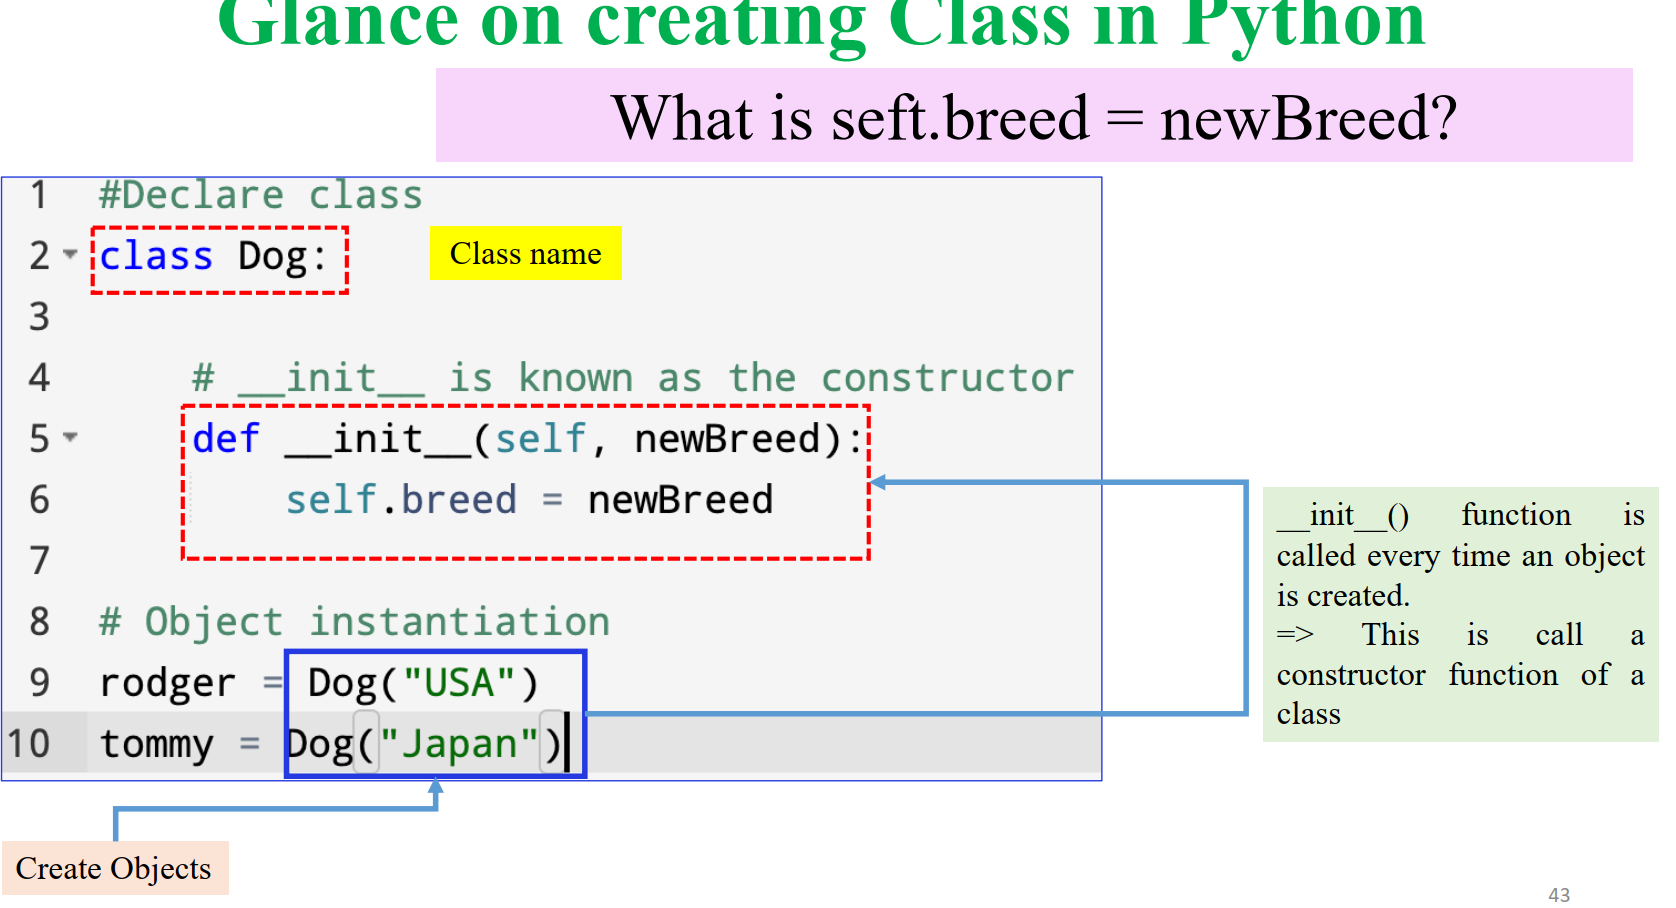 Glance on creating Class in Python
What is seft.breed = newBreed?
1 #Declare class
2 class Dog:
Class name
3
4 # __init__ is known as the constructor
5 def __init__(self, newBreed):
6 self.breed = newBreed
7
8 # Object instantiation
9 rodger = Dog("USA")
10 tommy = Dog("Japan")
__init__() function is
called every time an object
is created.
=> This is call a
constructor function of a
class
Create Objects
43